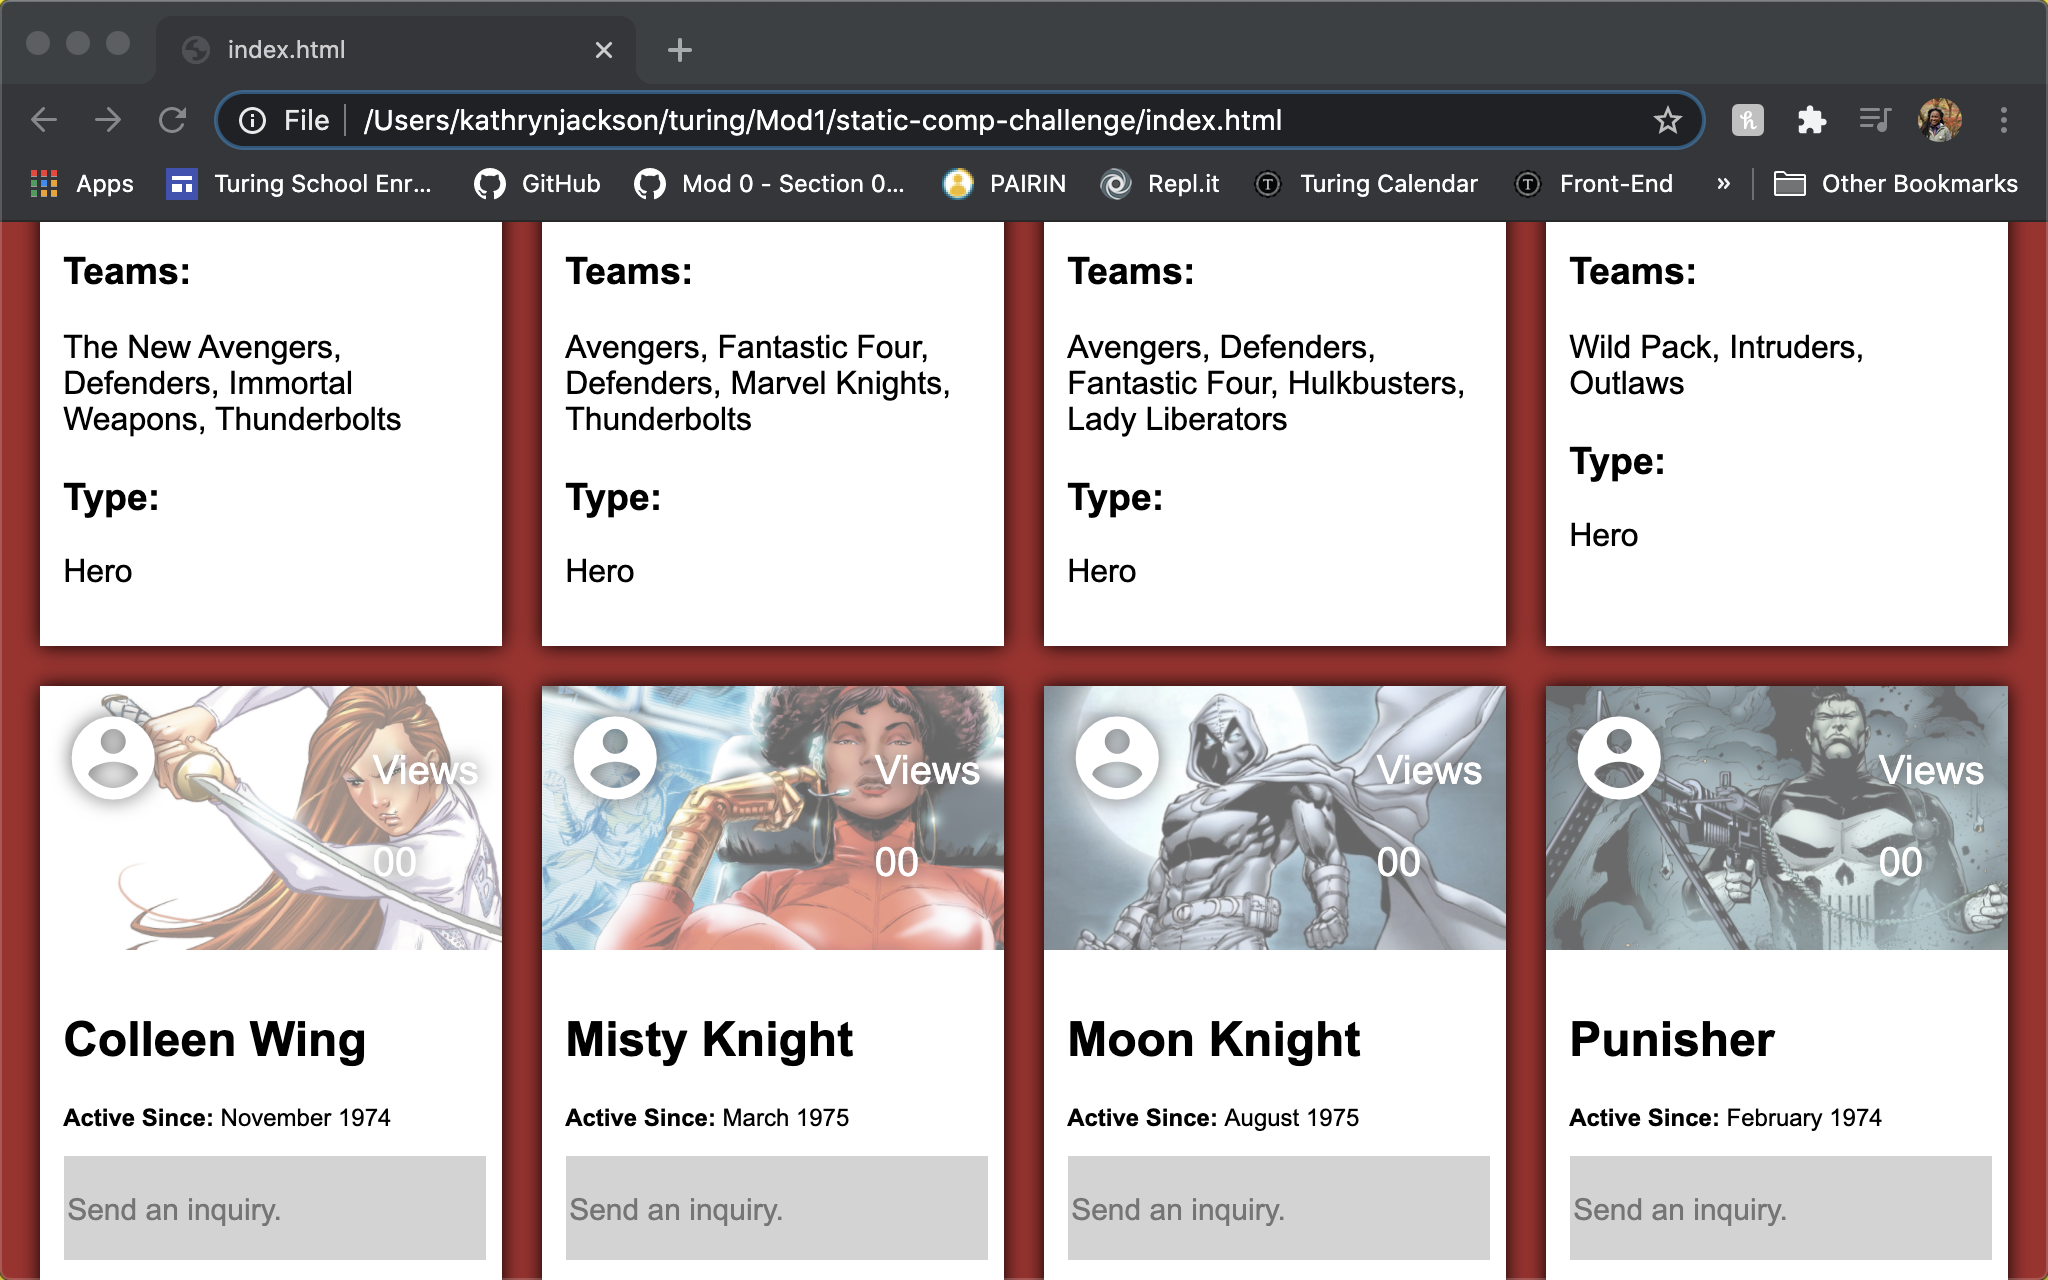 index.html
File /Users/kathrynjackson/turing/Mod1/static-comp-challenge/index.html
Apps Turing School Enr... GitHub Mod 0 - Section 0... PAIRIN Repl.it Turing Calendar Front-End » Other Bookmarks
Teams:
The New Avengers,
Defenders, Immortal
Weapons, Thunderbolts
Type:
Hero
Teams:
Avengers, Fantastic Four,
Defenders, Marvel Knights,
Thunderbolts
Type:
Hero
Teams:
Avengers, Defenders,
Fantastic Four, Hulkbusters,
Lady Liberators
Type:
Hero
Teams:
Wild Pack, Intruders,
Outlaws
Type:
Hero
Views
00
Colleen Wing
Active Since: November 1974
Send an inquiry.
Views
00
Misty Knight
Active Since: March 1975
Send an inquiry.
Views
00
Moon Knight
Active Since: August 1975
Send an inquiry.
Views
00
Punisher
Active Since: February 1974
Send an inquiry.